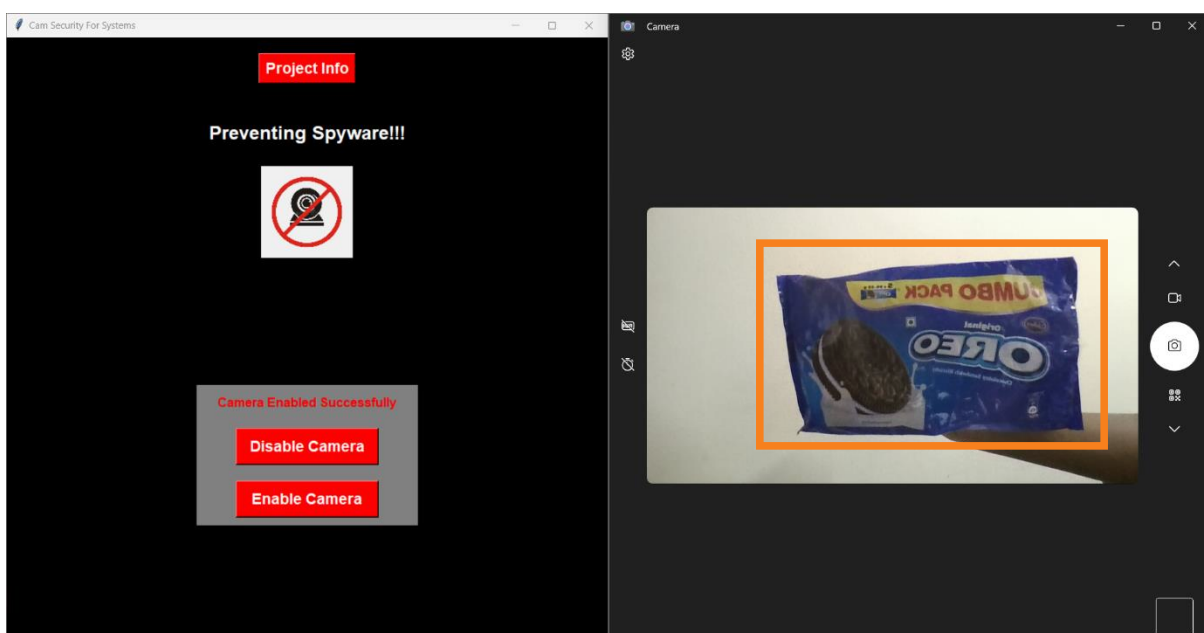 Cam Security For Systems
Project Info
Preventing Spyware!!!
Camera Enabled Successfully
Disable Camera
Enable Camera
Camera
JUMBO PACK
Original
OREO